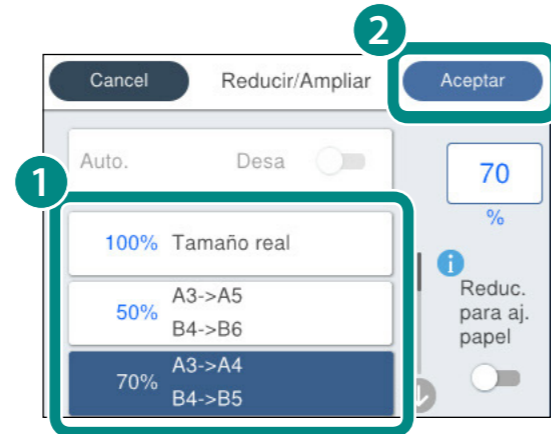 2
Cancel
Reducir/Ampliar
Aceptar
Auto.
Desa
70
%
1
100% Tamaño real
50%
A3->A5
B4->B6
70%
A3->A4
B4->B5
i
Reduc.
para aj.
papel